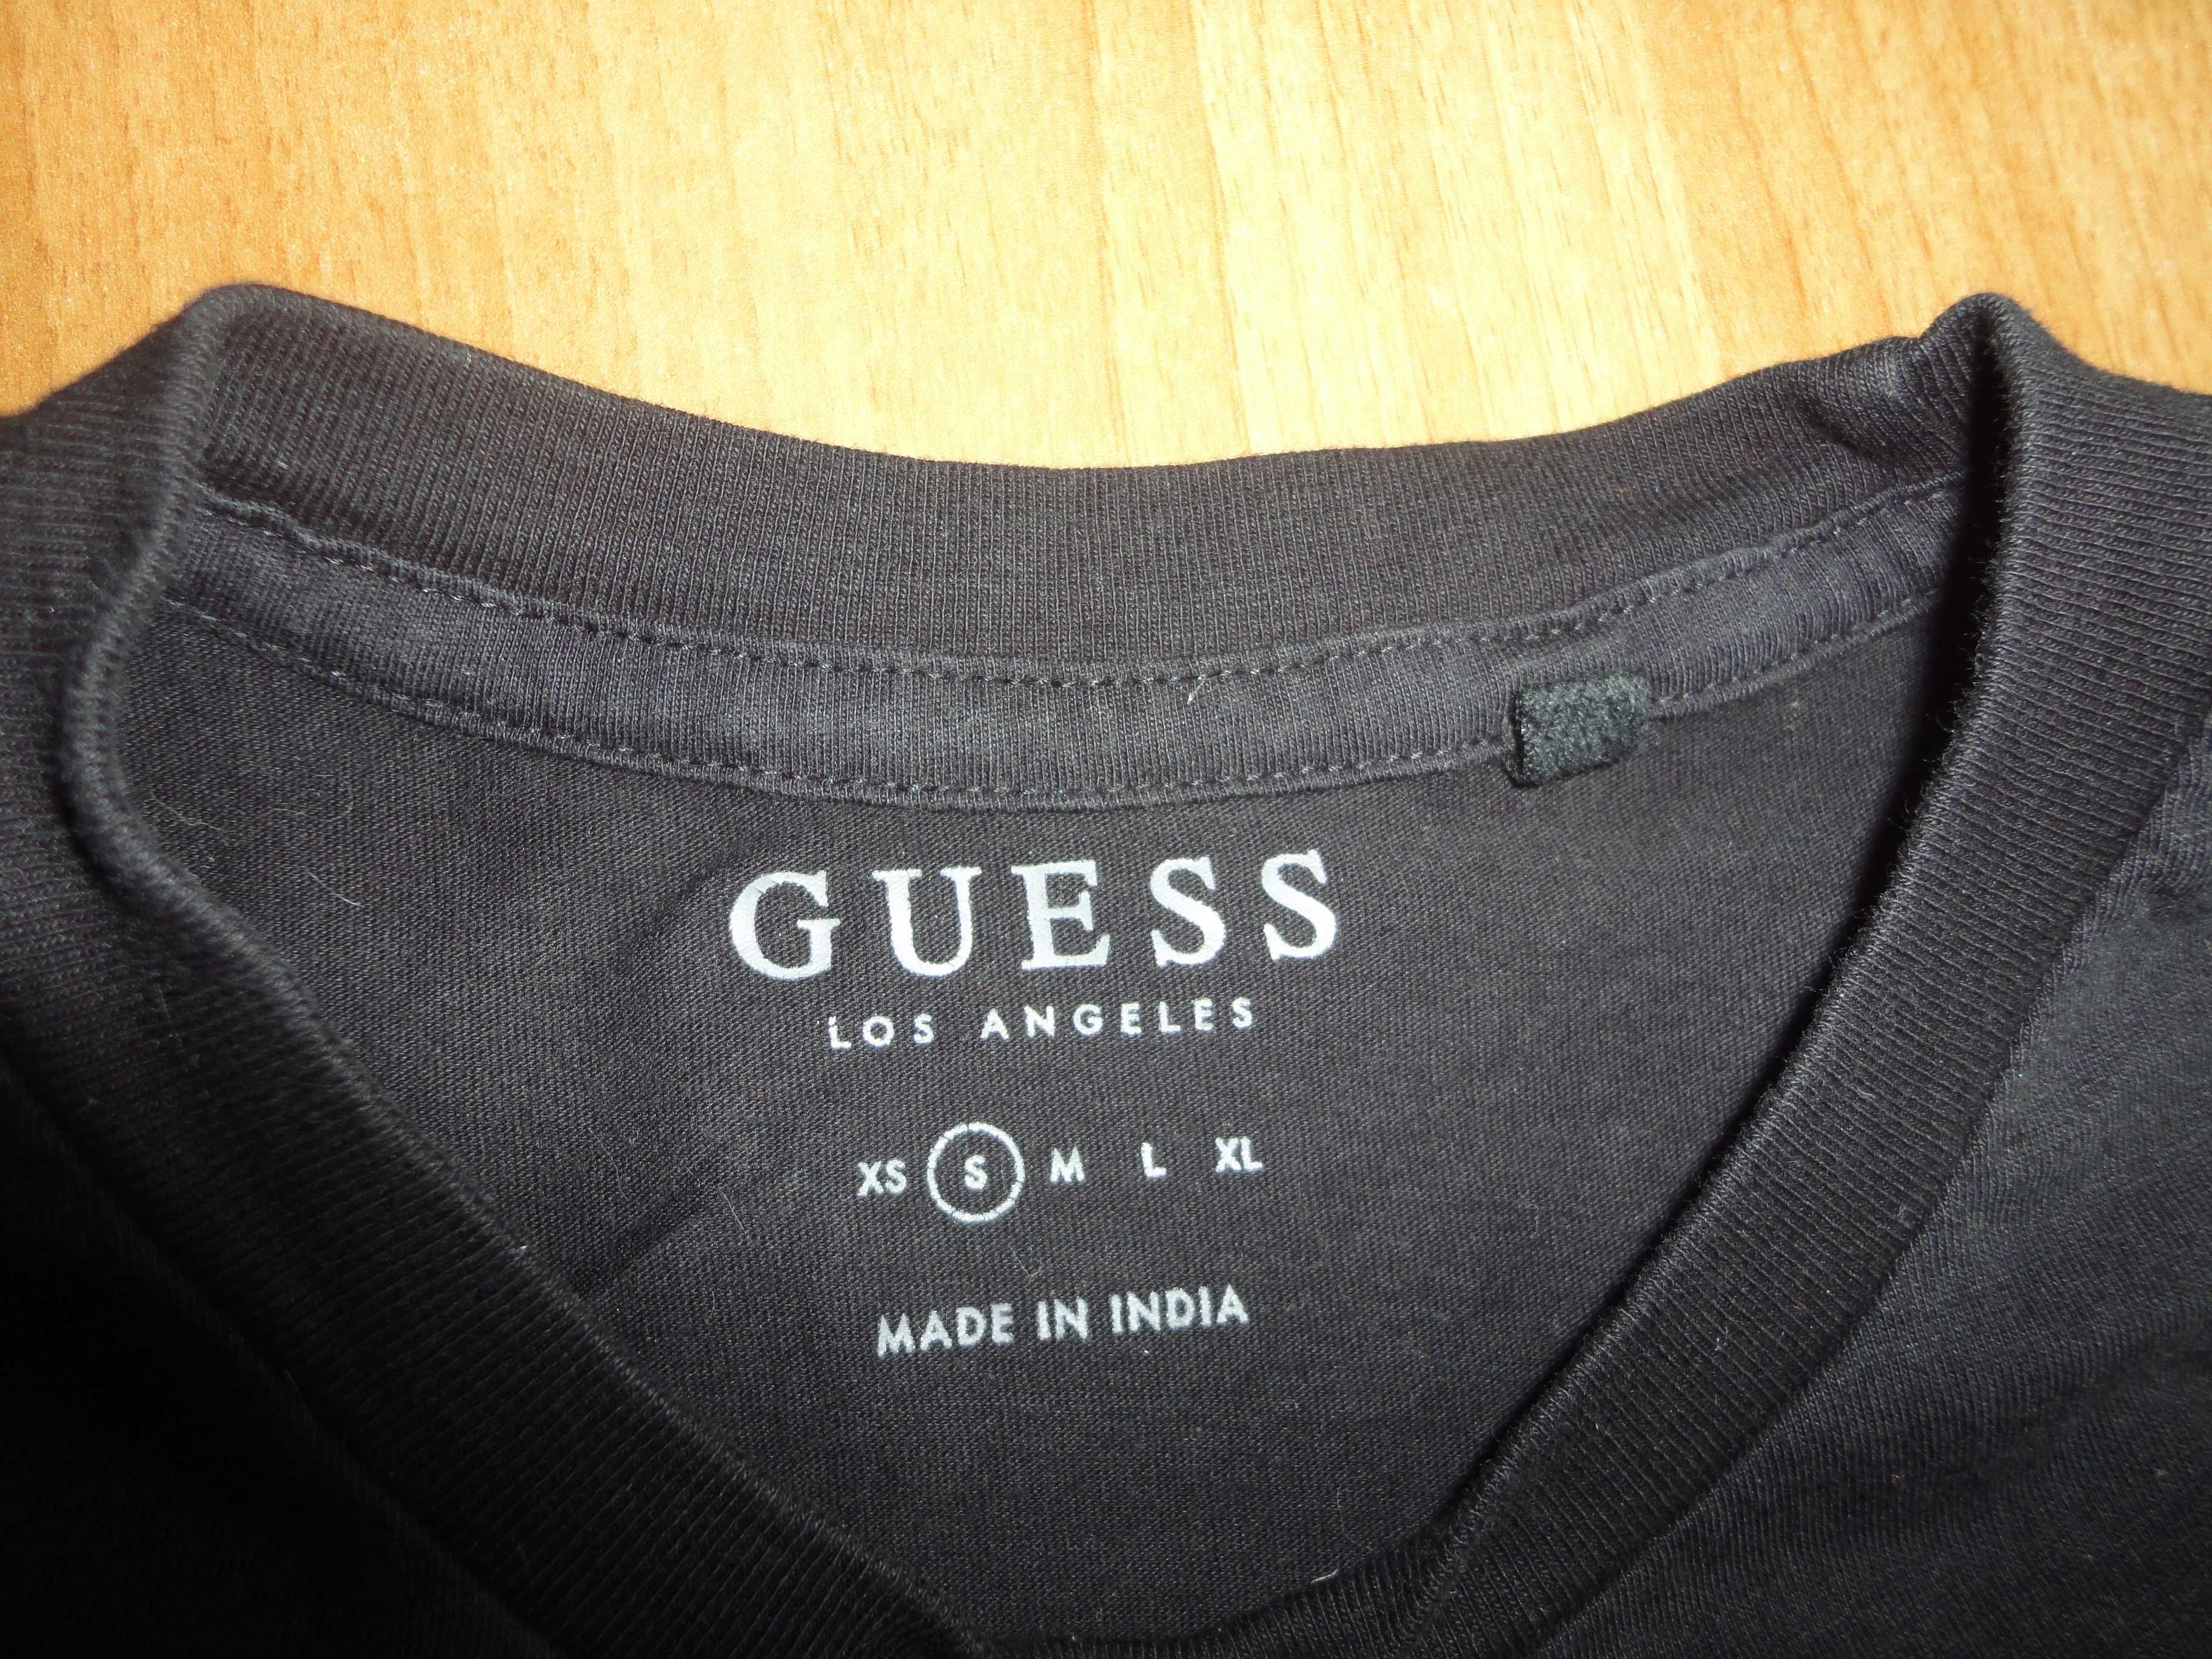 GUESS
LOS ANGELES
XS S M L XL
MADE IN INDIA